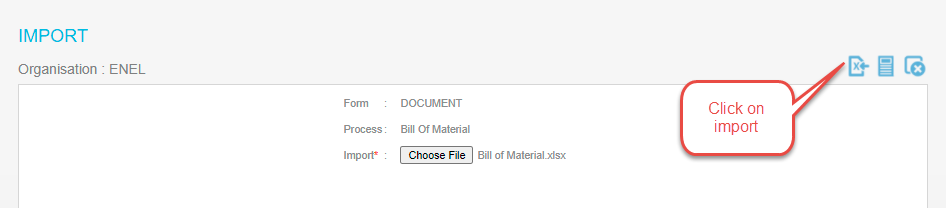 IMPORT
Organisation : ENEL
Form : DOCUMENT
Process : Bill Of Material
Import* : Choose File Bill of Material.xlsx
Click on
import